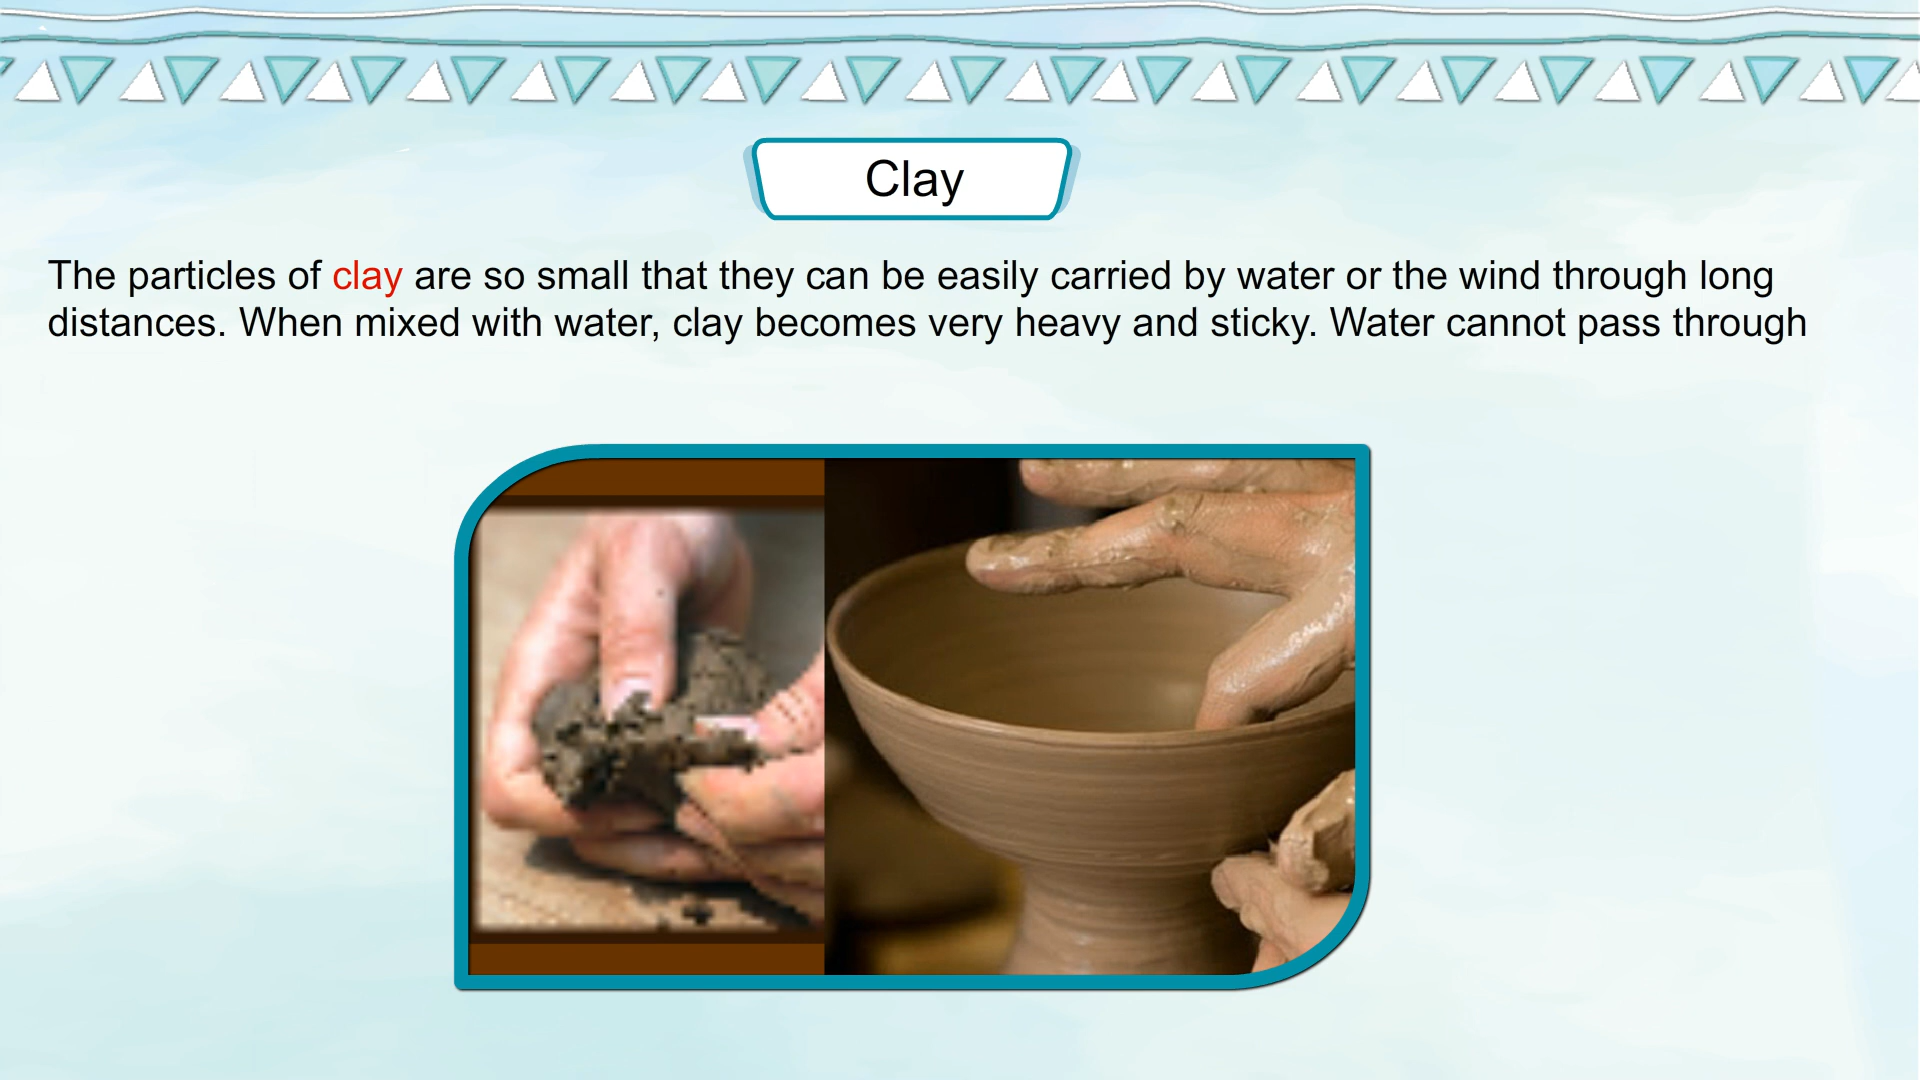 Clay
The particles of clay are so small that they can be easily carried by water or the wind through long
distances. When mixed with water, clay becomes very heavy and sticky. Water cannot pass through